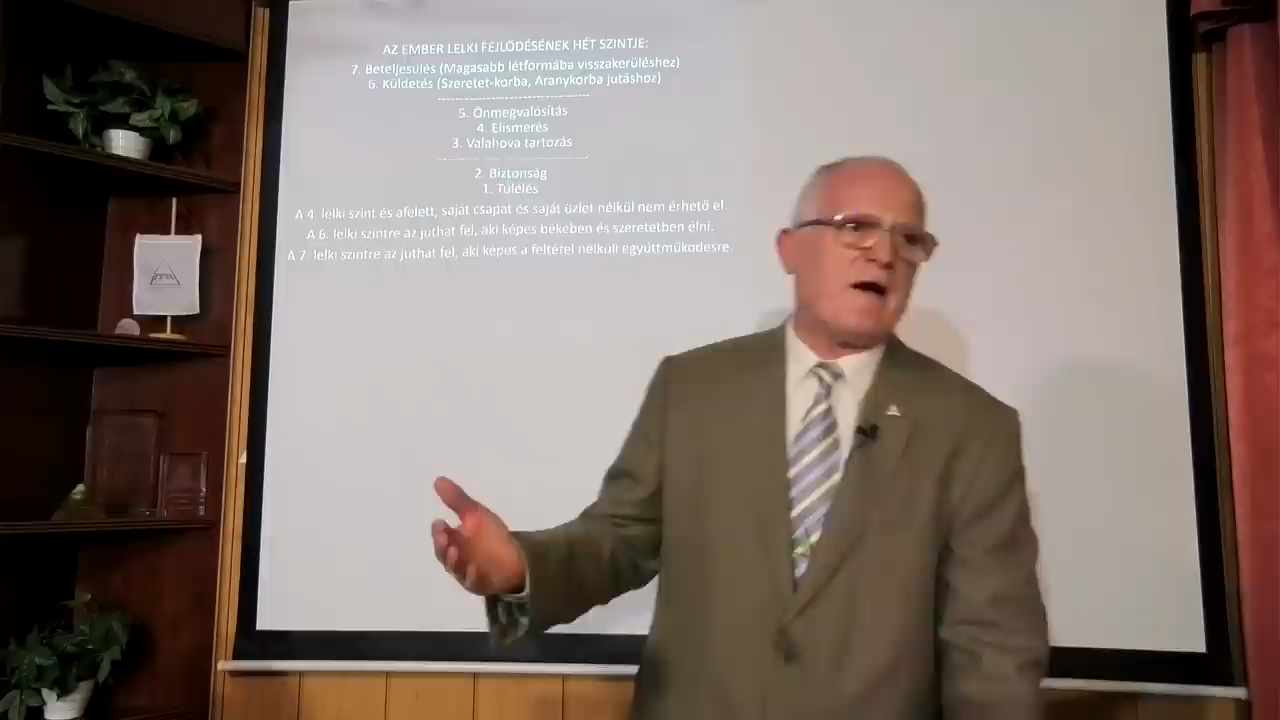 AZ EMBER LELKI FEJLŐDÉSÉNEK HÉT SZINTJE:
7. Beteljesülés (Magasabb létformába visszakerüléshez)
6. Küldetés (Szeretet-korba, Aranykorba jutáshoz)
5. Önmegvalósítás
4. Elismerés
3. Valahova tartozás
2. Biztonság
1. Túlélés
A 4. lelki szint és afelett, saját csapat és saját üzlet nélkül nem érhető el.
A 6. lelki szintre az juthat fel, aki képes békében és szeretetben élni.
A 7. lelki szintre az juthat fel, aki képes a feltétel nélküli együttműködésre.